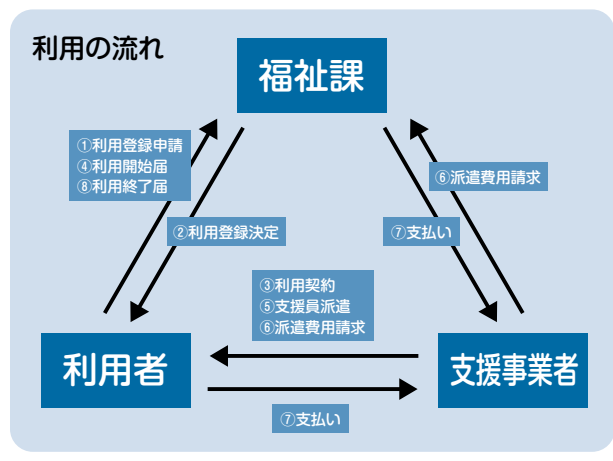 利用の流れ
福祉課
①利用登録申請
④利用開始届
⑧利用終了届
⑥派遣費用請求
②利用登録決定
⑦支払い
③利用契約
⑤支援員派遣
⑥派遣費用請求
利用者
支援事業者
⑦支払い